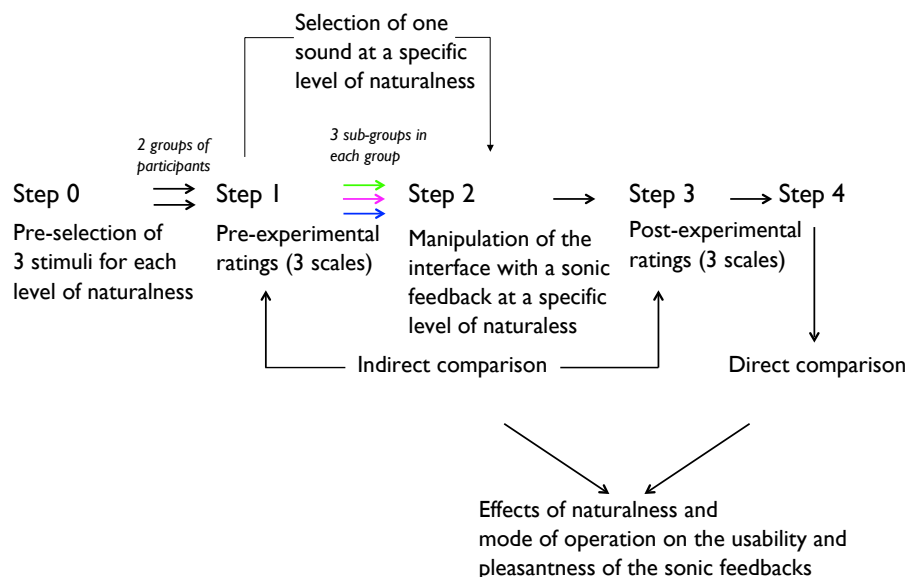 Selection of one
sound at a specific
level of naturalness
2 groups of
participants
3 sub-groups in
each group
Step 0
Step 1
Step 2
Step 3
Step 4
Pre-selection of
3 stimuli for each
level of naturalness
Pre-experimental
ratings (3 scales)
Manipulation of the
interface with a sonic
feedback at a specific
level of naturaless
Post-experimental
ratings (3 scales)
Indirect comparison
Direct comparison
Effects of naturalness and
mode of operation on the usability and
pleasantness of the sonic feedbacks